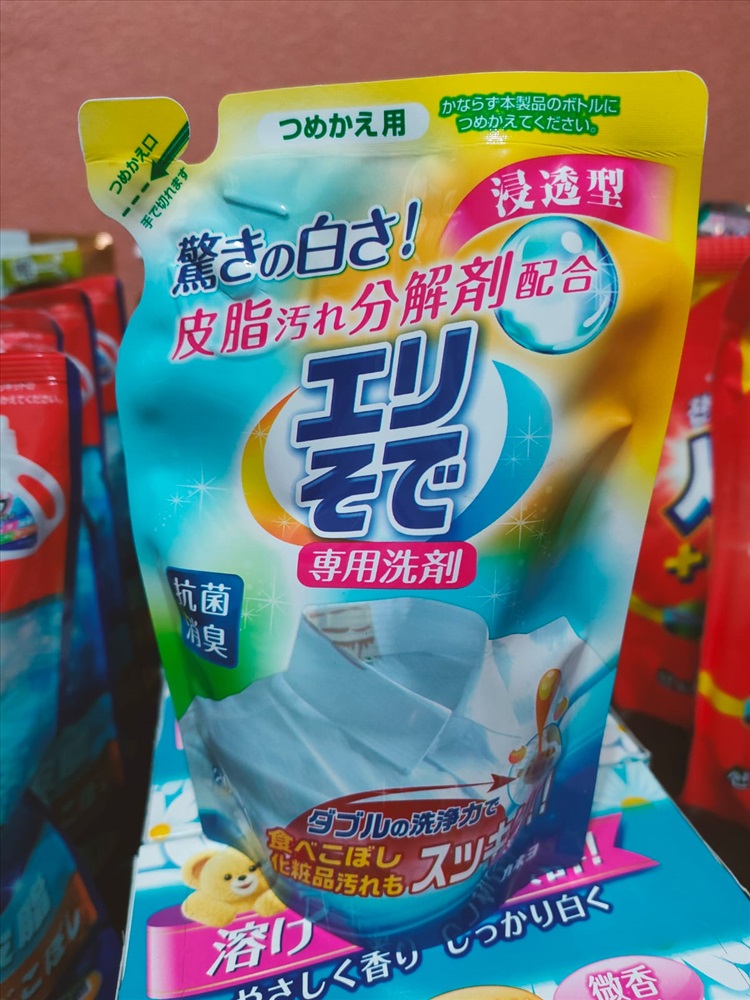 つめかえ用
かならず本製品のボトルに
つめかえてください。
つめかえ口
手で切れます
浸透型
驚きの白さ!
皮脂汚れ分解剤配合
エリ
そで
専用洗剤
抗菌
消臭
ダブルの洗浄力で
食べこぼし
化粧品汚れも
スッキリ!
溶け
やさしく香り しっかり白く
微香